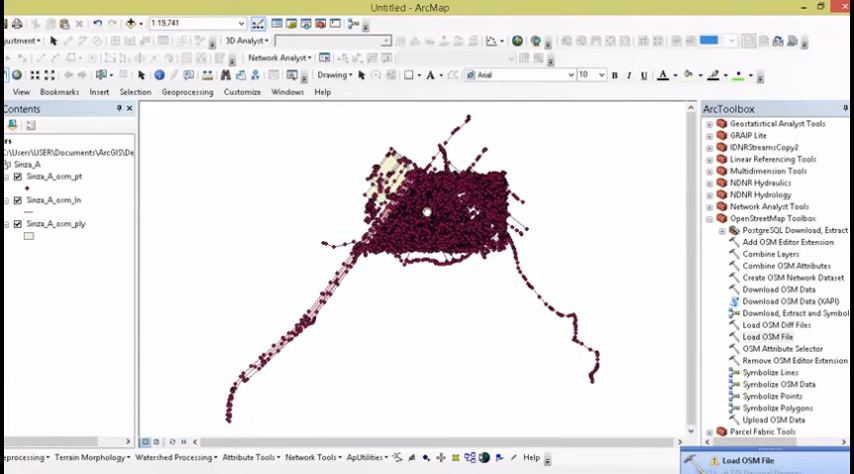 Untitled - ArcMap
1:19,741
3D Analyst
Network Analyst
Drawing
Arial
10
B I U A
View Bookmarks Insert Selection Geoprocessing Customize Windows Help
Contents
C:\Users\USER\Documents\ArcGIS\De
Sinza_A
Sinza_A_osm_pt
Sinza_A_osm_ln
Sinza_A_osm_ply
ArcToolbox
Geostatistical Analyst Tools
GRAIP Lite
IDNRStreamsCopy2
Linear Referencing Tools
Multidimension Tools
NDNR Hydraulics
NDNR Hydrology
Network Analyst Tools
OpenStreetMap Toolbox
PostgreSQL Download, Extract
Add OSM Editor Extension
Combine Layers
Combine OSM Attributes
Create OSM Network Dataset
Download OSM Data
Download OSM Data (XAPI)
Download, Extract and Symbol
Load OSM Diff Files
Load OSM File
OSM Attribute Selector
Remove OSM Editor Extension
Symbolize Lines
Symbolize OSM Data
Symbolize Points
Symbolize Polygons
Upload OSM Data
Parcel Fabric Tools
eprocessing Terrain Morphology Watershed Processing Attribute Tools Network Tools ApUtilities Help
Load OSM File